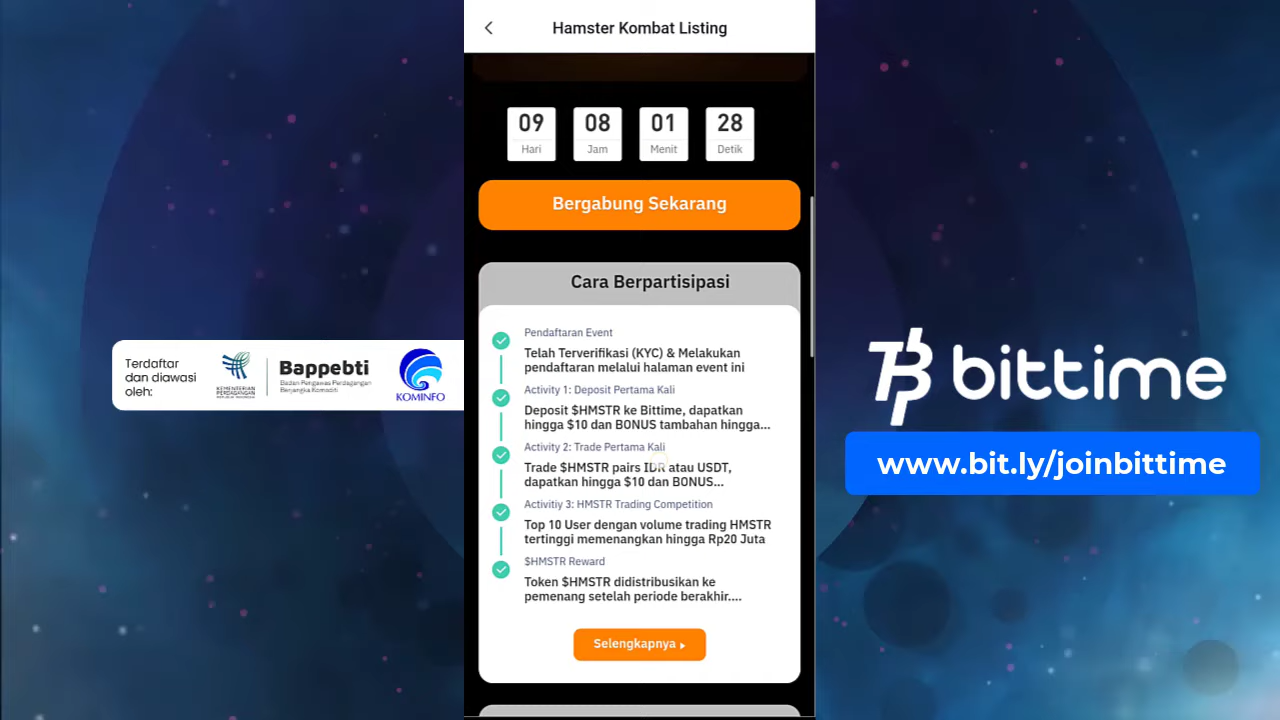 Hamster Kombat Listing
09 08 01 28
Hari Jam Menit Detik
Bergabung Sekarang
Cara Berpartisipasi
Pendaftaran Event
Telah Terverifikasi (KYC) & Melakukan
pendaftaran melalui halaman event ini
Activity 1: Deposit Pertama Kali
Deposit $HMSTR ke Bittime, dapatkan
hingga $10 dan BONUS tambahan hingga...
Activity 2: Trade Pertama Kali
Trade $HMSTR pairs IDR atau USDT,
dapatkan hingga $10 dan BONUS...
Activitiy 3: HMSTR Trading Competition
Top 10 User dengan volume trading HMSTR
tertinggi memenangkan hingga Rp20 Juta
$HMSTR Reward
Token $HMSTR didistribusikan ke
pemenang setelah periode berakhir....
Selengkapnya
Terdaftar
dan diawasi
oleh:
KEMENTERIAN
PERDAGANGAN
REPUBLIK INDONESIA
Bappebti
Badan Pengawas Perdagangan
Berjangka Komoditi
KOMINFO
bittime
www.bit.ly/joinbittime